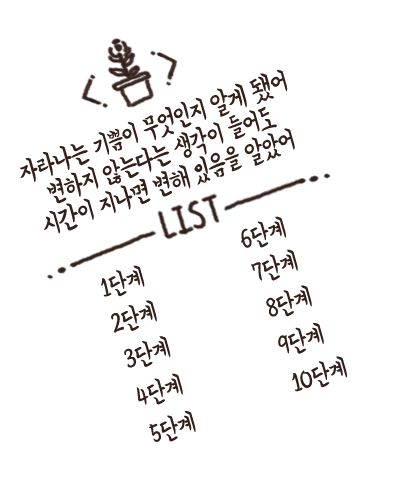 자라나는 기쁨이 무엇인지 알게 됐어
변하지 않는다는 생각이 들어도
시간이 지나면 변해 있음을 알았어
LIST
1단계
2단계
3단계
4단계
5단계
6단계
7단계
8단계
9단계
10단계